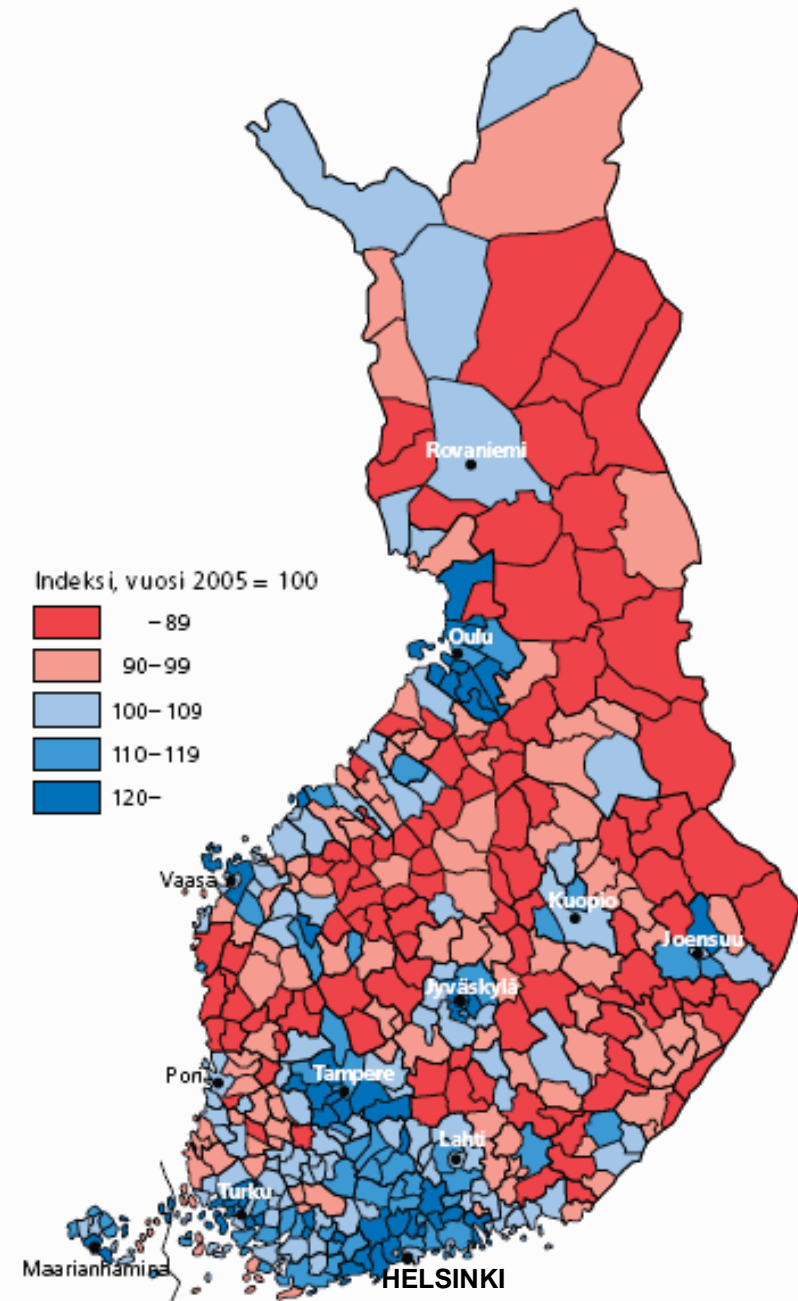 Rovaniemi
Indeksi, vuosi 2005 = 100
-89
90-99
100-109
110-119
120-
Oulu
Vaasa
Kuopio
Joensuu
Jyväskylä
Pori
Tampere
Lahti
Turku
Maarianhamina
HELSINKI